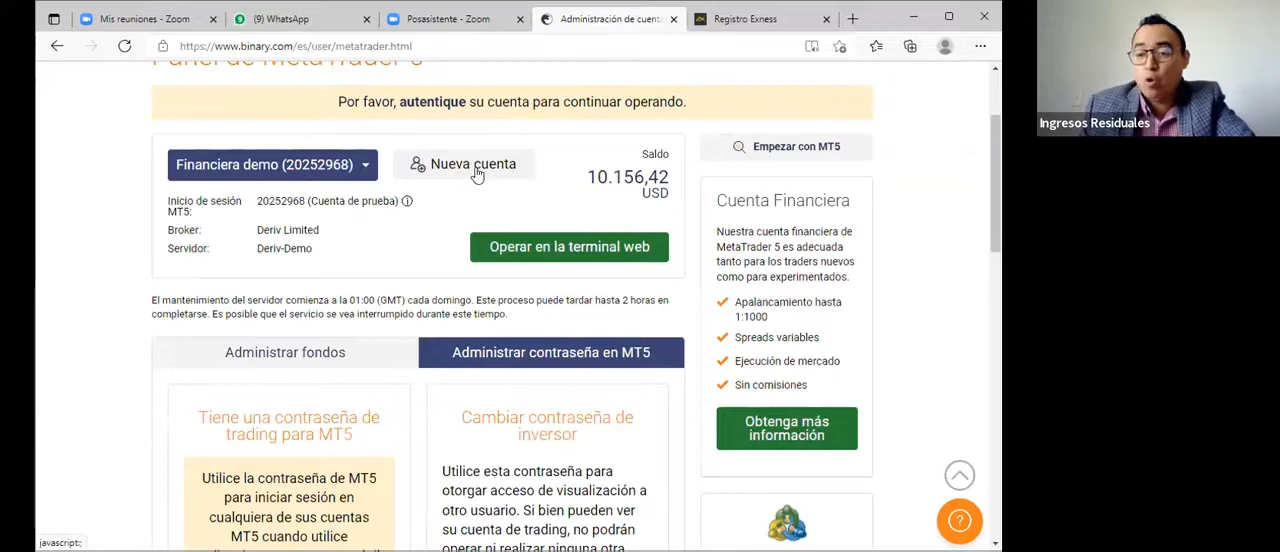 Mis reuniones - Zoom
(9) WhatsApp
Posasistente - Zoom
Administración de cuenta
Registro Exness
https://www.binary.com/es/user/metatrader.html
Panel de MetaTrader 5
Por favor, autentique su cuenta para continuar operando.
Financiera demo (20252968)
Nueva cuenta
Saldo
10.156,42
USD
Inicio de sesión
MT5:
20252968 (Cuenta de prueba)
Broker:
Deriv Limited
Servidor:
Deriv-Demo
Operar en la terminal web
El mantenimiento del servidor comienza a la 01:00 (GMT) cada domingo. Este proceso puede tardar hasta 2 horas en
completarse. Es posible que el servicio se vea interrumpido durante este tiempo.
Administrar fondos
Administrar contraseña en MT5
Tiene una contraseña de
trading para MT5
Utilice la contraseña de MT5
para iniciar sesión en
cualquiera de sus cuentas
MT5 cuando utilice
Cambiar contraseña de
inversor
Utilice esta contraseña para
otorgar acceso de visualización a
otro usuario. Si bien pueden ver
su cuenta de trading, no podrán
operar ni realizar ninguna otra
Empezar con MT5
Cuenta Financiera
Nuestra cuenta financiera de
MetaTrader 5 es adecuada
tanto para los traders nuevos
como para experimentados.
Apalancamiento hasta
1:1000
Spreads variables
Ejecución de mercado
Sin comisiones
Obtenga más
información
javascript:;
Ingresos Residuales